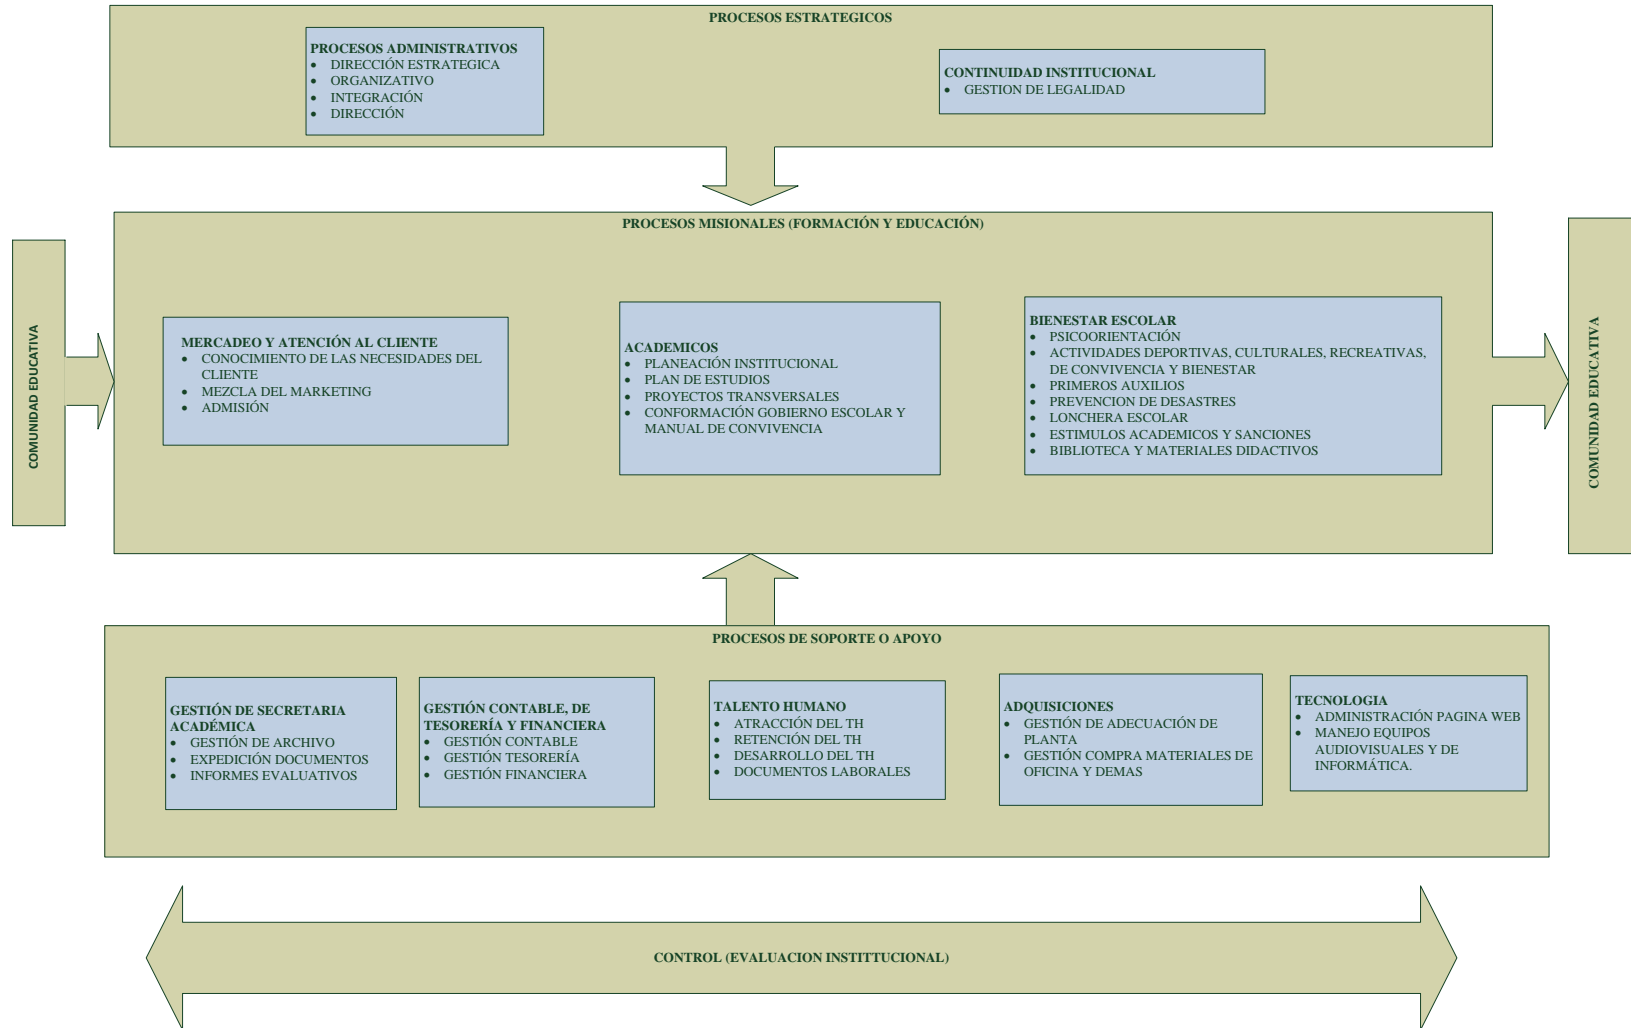 PROCESOS ESTRATEGICOS
PROCESOS ADMINISTRATIVOS
• DIRECCIÓN ESTRATEGICA
• ORGANIZATIVO
• INTEGRACIÓN
• DIRECCIÓN
CONTINUIDAD INSTITUCIONAL
• GESTION DE LEGALIDAD
PROCESOS MISIONALES (FORMACIÓN Y EDUCACIÓN)
COMUNIDAD EDUCATIVA
MERCADEO Y ATENCIÓN AL CLIENTE
• CONOCIMIENTO DE LAS NECESIDADES DEL
CLIENTE
• MEZCLA DEL MARKETING
• ADMISIÓN
ACADEMICOS
• PLANEACIÓN INSTITUCIONAL
• PLAN DE ESTUDIOS
• PROYECTOS TRANSVERSALES
• CONFORMACIÓN GOBIERNO ESCOLAR Y
MANUAL DE CONVIVENCIA
BIENESTAR ESCOLAR
• PSICOORIENTACIÓN
• ACTIVIDADES DEPORTIVAS, CULTURALES, RECREATIVAS,
DE CONVIVENCIA Y BIENESTAR
• PRIMEROS AUXILIOS
• PREVENCION DE DESASTRES
• LONCHERA ESCOLAR
• ESTIMULOS ACADEMICOS Y SANCIONES
• BIBLIOTECA Y MATERIALES DIDACTIVOS
COMUNIDAD EDUCATIVA
PROCESOS DE SOPORTE O APOYO
GESTIÓN DE SECRETARIA
ACADÉMICA
• GESTIÓN DE ARCHIVO
• EXPEDICIÓN DOCUMENTOS
• INFORMES EVALUATIVOS
GESTIÓN CONTABLE, DE
TESORERÍA Y FINANCIERA
• GESTIÓN CONTABLE
• GESTIÓN TESORERÍA
• GESTIÓN FINANCIERA
TALENTO HUMANO
• ATRACCIÓN DEL TH
• RETENCIÓN DEL TH
• DESARROLLO DEL TH
• DOCUMENTOS LABORALES
ADQUISICIONES
• GESTIÓN DE ADECUACIÓN DE
PLANTA
• GESTIÓN COMPRA MATERIALES DE
OFICINA Y DEMAS
TECNOLOGIA
• ADMINISTRACIÓN PAGINA WEB
• MANEJO EQUIPOS
AUDIOVISUALES Y DE
INFORMÁTICA.
CONTROL (EVALUACION INSTITTUCIONAL)